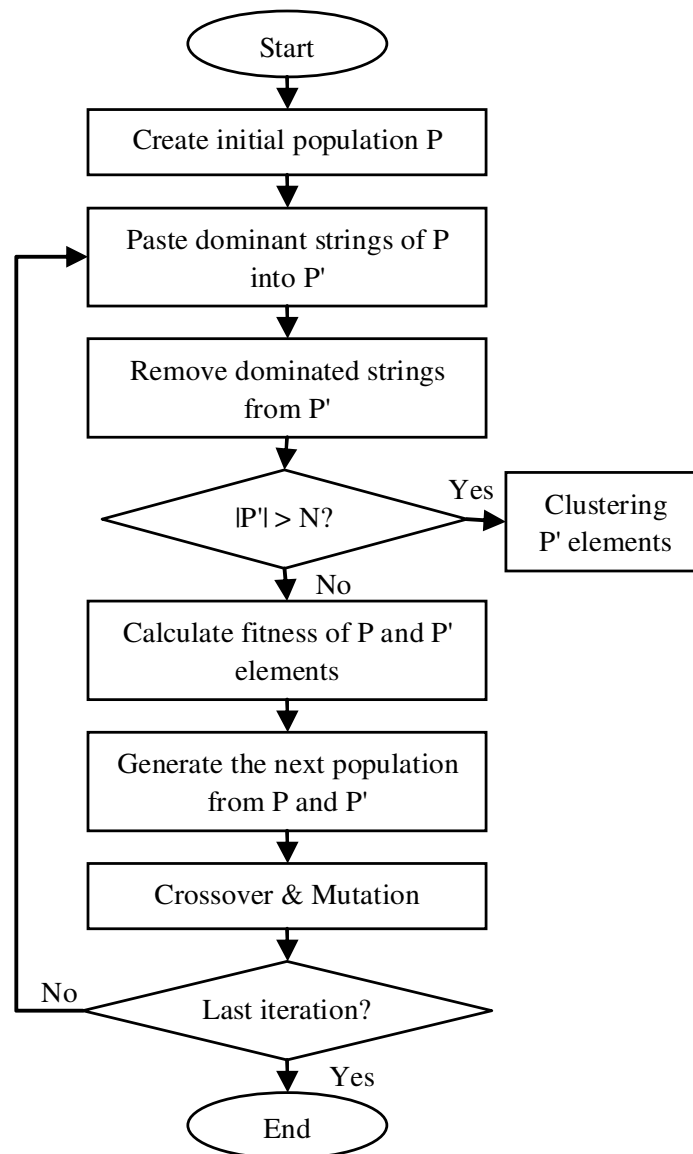 Start
Create initial population P
Paste dominant strings of P
into P'
Remove dominated strings
from P'
|P'| > N?
Yes
Clustering
P' elements
No
Calculate fitness of P and P'
elements
Generate the next population
from P and P'
Crossover & Mutation
No
Last iteration?
Yes
End